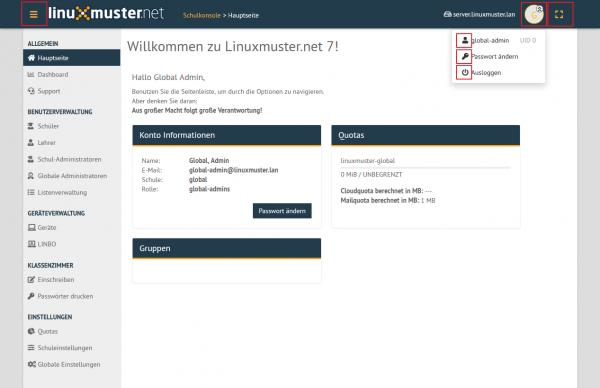 linuxmuster.net
Schulkonsole > Hauptseite
server.linuxmuster.lan
global-admin UID 0
Passwort ändern
Ausloggen
ALLGEMEIN
Hauptseite
Dashboard
Support
BENUTZERVERWALTUNG
Schüler
Lehrer
Schul-Administratoren
Globale Administratoren
Listenverwaltung
GERÄTEVERWALTUNG
Geräte
LINBO
KLASSENZIMMER
Einschreiben
Passwörter drucken
EINSTELLUNGEN
Quotas
Schuleinstellungen
Globale Einstellungen
Willkommen zu Linuxmuster.net 7!
Hallo Global Admin,
Benutzen Sie die Seitenleiste, um durch die Optionen zu navigieren.
Aber denken Sie daran:
Aus großer Macht folgt große Verantwortung!
Konto Informationen
Name: Global, Admin
E-Mail: global-admin@linuxmuster.lan
Schule: global
Rolle: global-admins
Passwort ändern
Quotas
linuxmuster-global
0 MiB / UNBEGRENZT
Cloudquota berechnet in MB: ---
Mailquota berechnet in MB: 1 MB
Gruppen